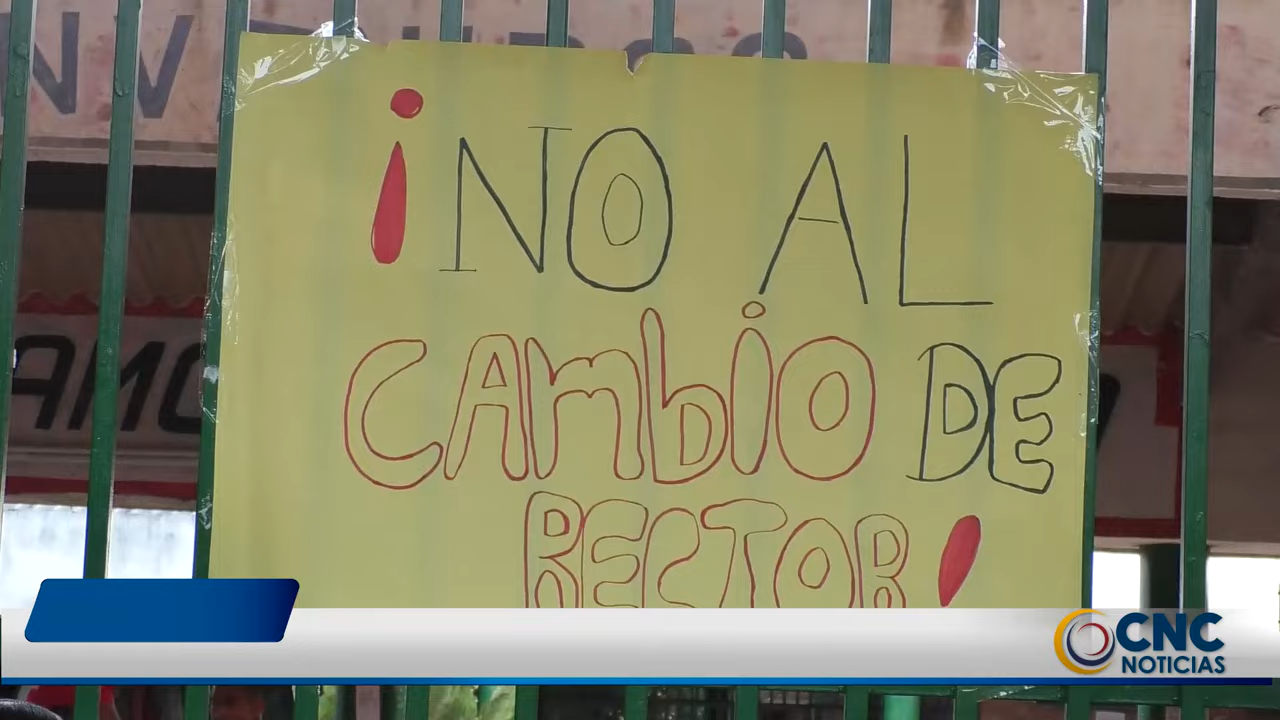 ¡NO AL
CAMBIO DE
RECTOR!
CNC
NOTICIAS